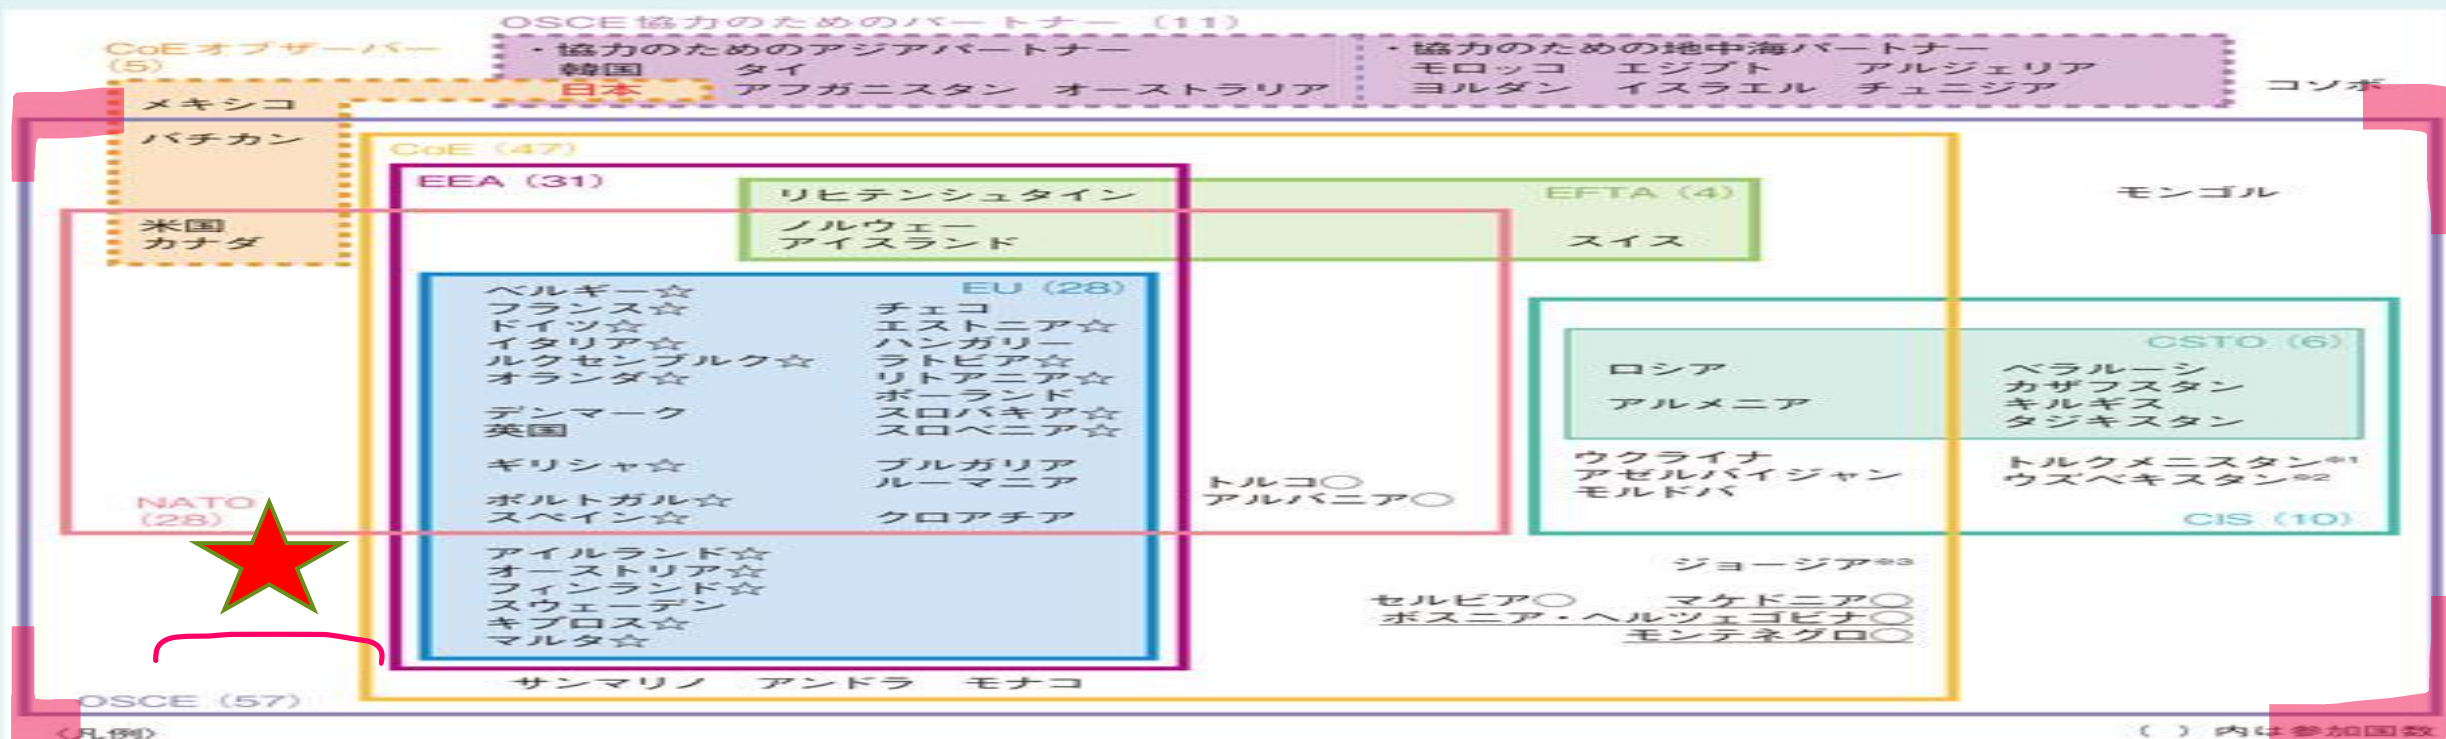 OSCE 協力のためのパートナー (11)
CoE オブザーバー
(5)
・協力のためのアジアパートナー
韓国 タイ
日本 アフガニスタン オーストラリア
・協力のための地中海パートナー
モロッコ エジプト アルジェリア
ヨルダン イスラエル チュニジア
コソボ
メキシコ
バチカン
米国
カナダ
CoE (47)
EEA (31)
リヒテンシュタイン
EFTA (4)
ノルウェー
アイスランド
スイス
モンゴル
EU (28)
ベルギー☆
フランス☆
ドイツ☆
イタリア☆
ルクセンブルク☆
オランダ☆
デンマーク
英国
ギリシャ☆
ポルトガル☆
スペイン☆
チェコ
エストニア☆
ハンガリー
ラトビア☆
リトアニア☆
ポーランド
スロバキア☆
スロベニア☆
ブルガリア
ルーマニア
クロアチア
アイルランド☆
オーストリア☆
フィンランド☆
スウェーデン
キプロス☆
マルタ☆
NATO
(28)
トルコ○
アルバニア○
CSTO (6)
ロシア
アルメニア
ベラルーシ
カザフスタン
キルギス
タジキスタン
ウクライナ
アゼルバイジャン
モルドバ
トルクメニスタン※1
ウズベキスタン※2
CIS (10)
ジョージア※3
セルビア○ マケドニア○
ボスニア・ヘルツェゴビナ○
モンテネグロ○
サンマリノ アンドラ モナコ
OSCE (57)
〈凡例〉
( ) 内は参加国数